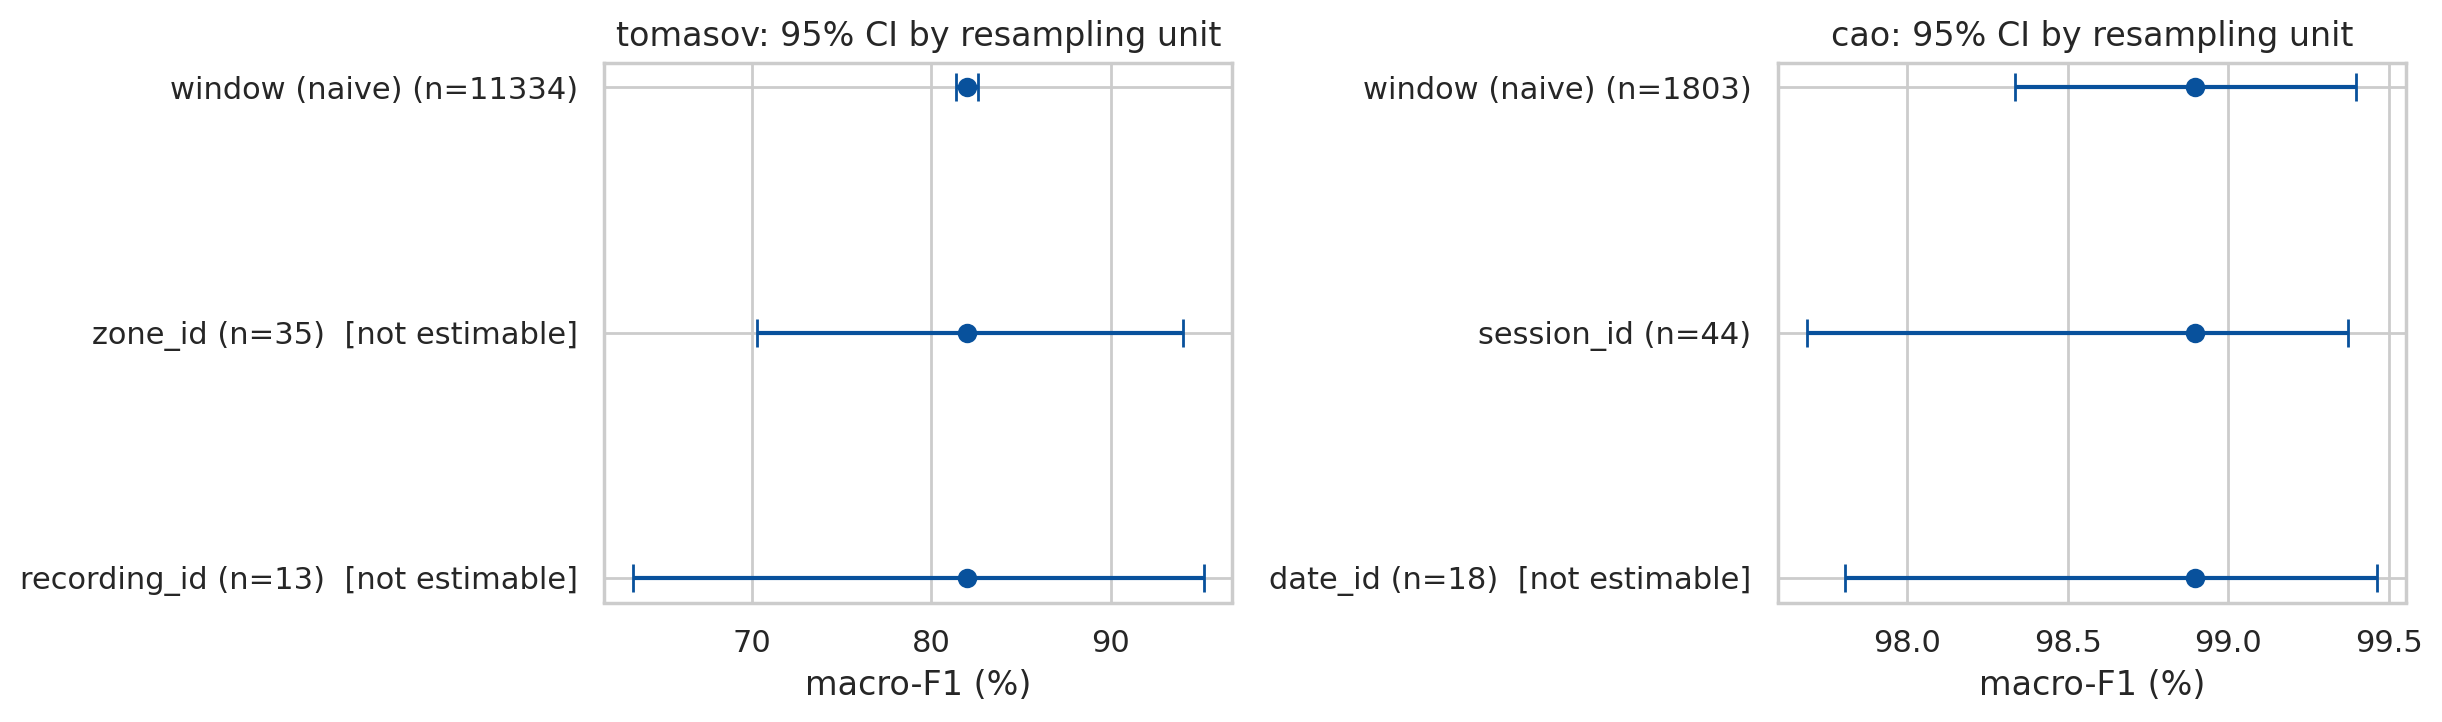 tomasov: 95% CI by resampling unit
window (naive) (n=11334)
zone_id (n=35)  [not estimable]
recording_id (n=13)  [not estimable]
70 80 90
macro-F1 (%)
cao: 95% CI by resampling unit
window (naive) (n=1803)
session_id (n=44)
date_id (n=18)  [not estimable]
98.0 98.5 99.0 99.5
macro-F1 (%)